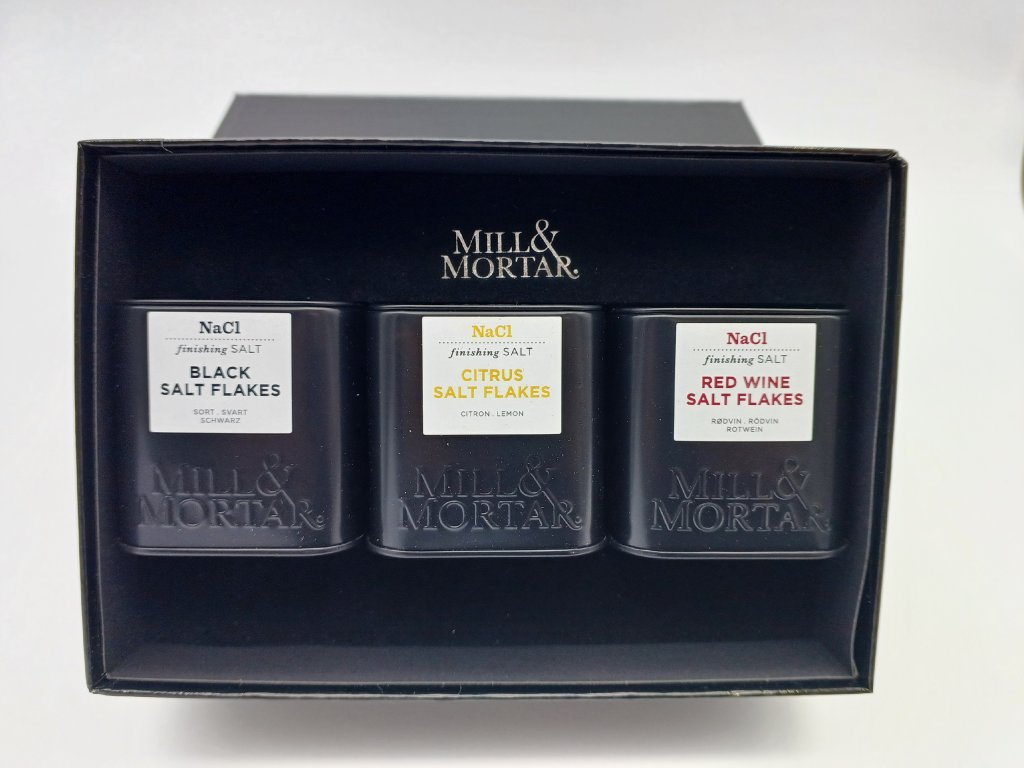 MILL&
MORTAR.
NaCl
finishing SALT
BLACK
SALT FLAKES
SORT . SVART
SCHWARZ
MILL&
MORTAR.
NaCl
finishing SALT
CITRUS
SALT FLAKES
CITRON . LEMON
MILL&
MORTAR.
NaCl
finishing SALT
RED WINE
SALT FLAKES
RØDVIN . RÖDVIN
ROTWEIN
MILL&
MORTAR.